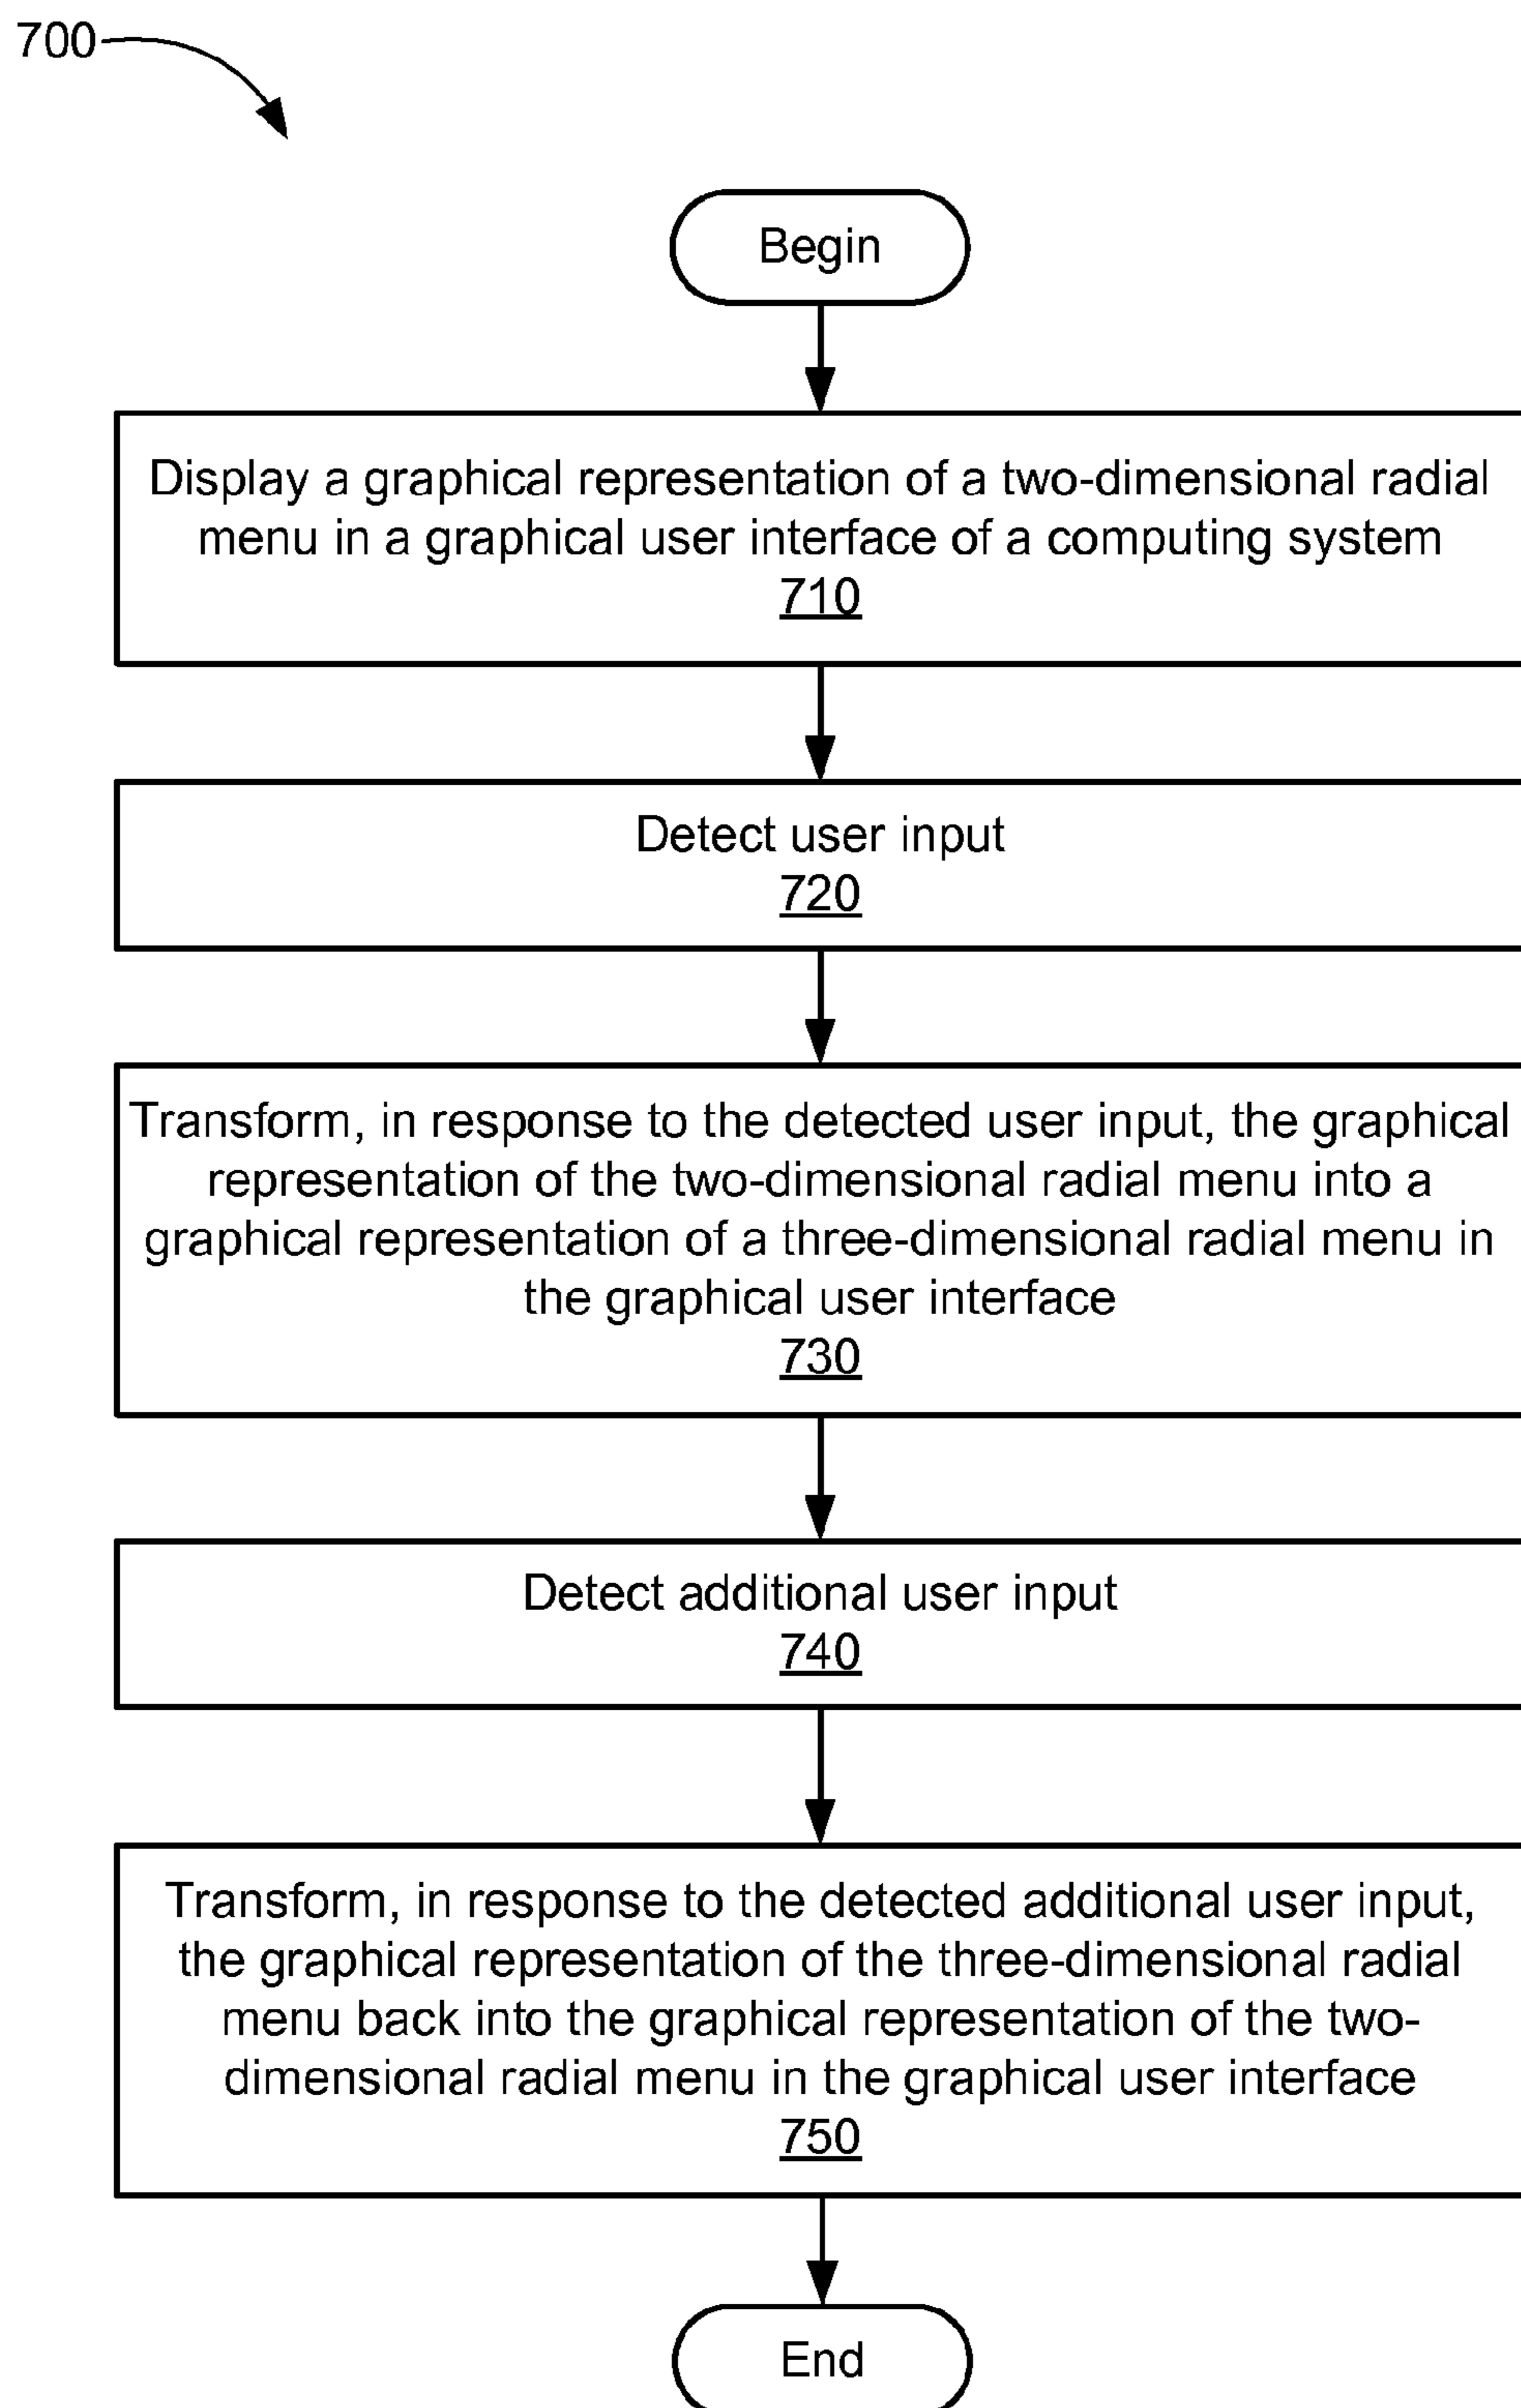 700
Begin
Display a graphical representation of a two-dimensional radial
menu in a graphical user interface of a computing system
710
Detect user input
720
Transform, in response to the detected user input, the graphical
representation of the two-dimensional radial menu into a
graphical representation of a three-dimensional radial menu in
the graphical user interface
730
Detect additional user input
740
Transform, in response to the detected additional user input,
the graphical representation of the three-dimensional radial
menu back into the graphical representation of the two-
dimensional radial menu in the graphical user interface
750
End